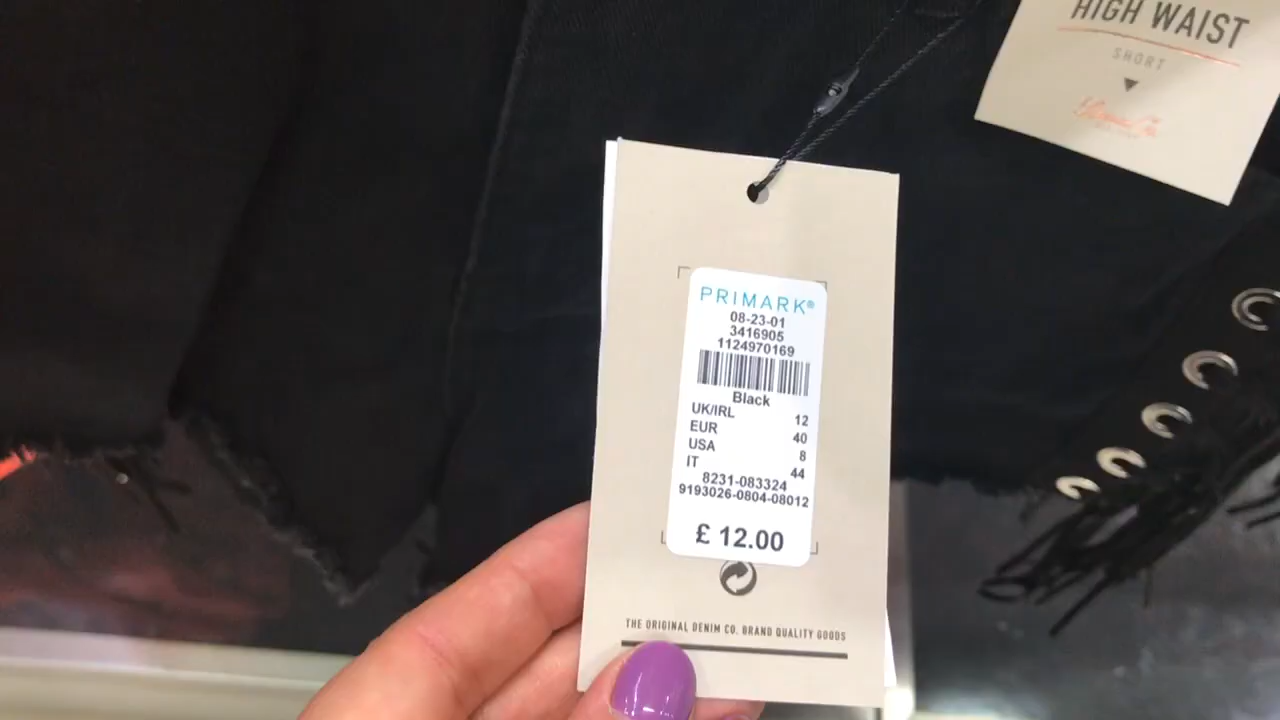 HIGH WAIST
SHORT
PRIMARK®
08-23-01
3416905
1124970169
Black
UK/IRL 12
EUR 40
USA 8
IT 44
8231-083324
9193026-0804-08012
£ 12.00
THE ORIGINAL DENIM CO. BRAND QUALITY GOODS